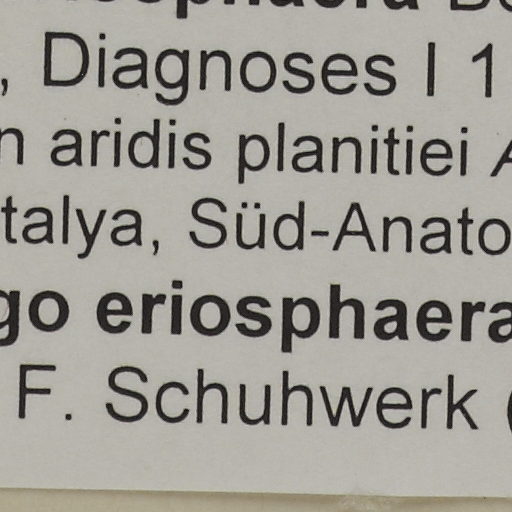 , Diagnoses I 1
n aridis planitiei A
talya, Süd-Anato
go eriosphaera
F. Schuhwerk (